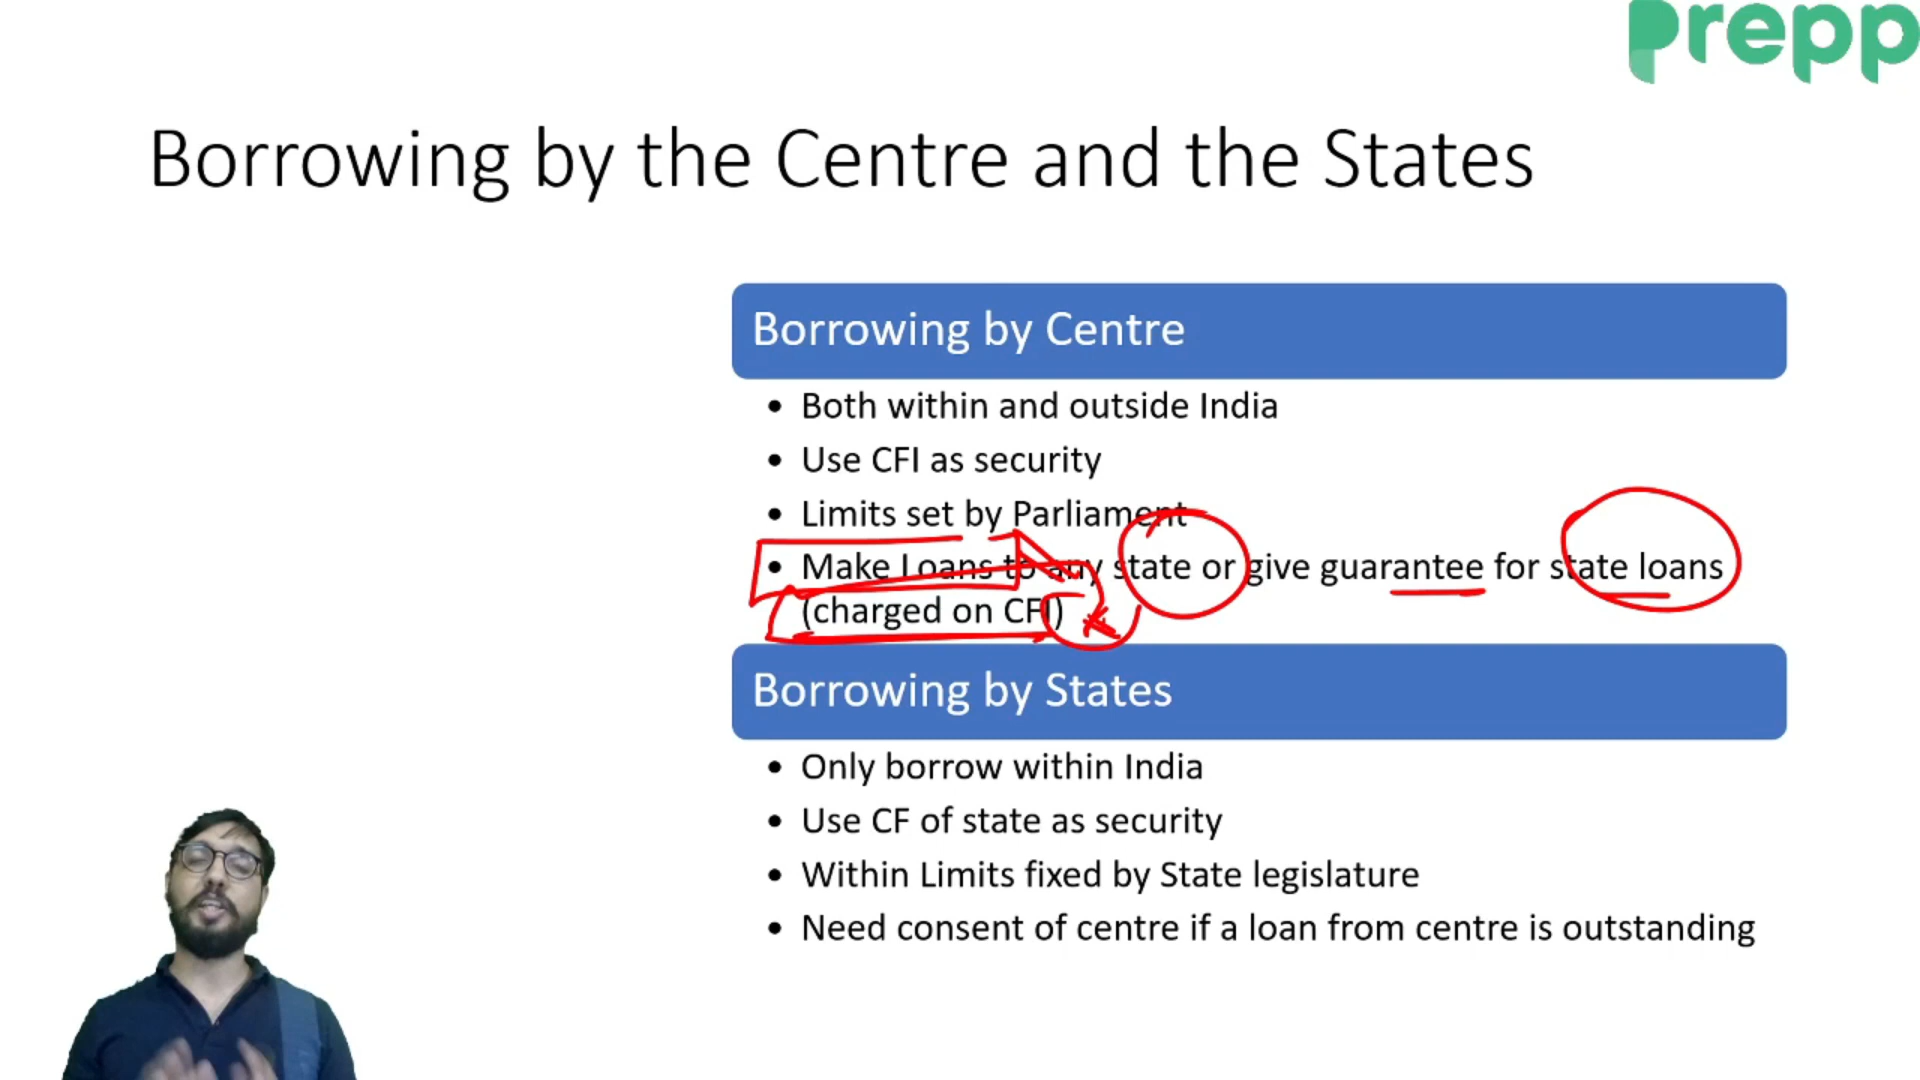 prepp
Borrowing by the Centre and the States
Borrowing by Centre
• Both within and outside India
• Use CFI as security
• Limits set by Parliament
• Make Loans to any state or give guarantee for state loans
(charged on CFI)
Borrowing by States
• Only borrow within India
• Use CF of state as security
• Within Limits fixed by State legislature
• Need consent of centre if a loan from centre is outstanding